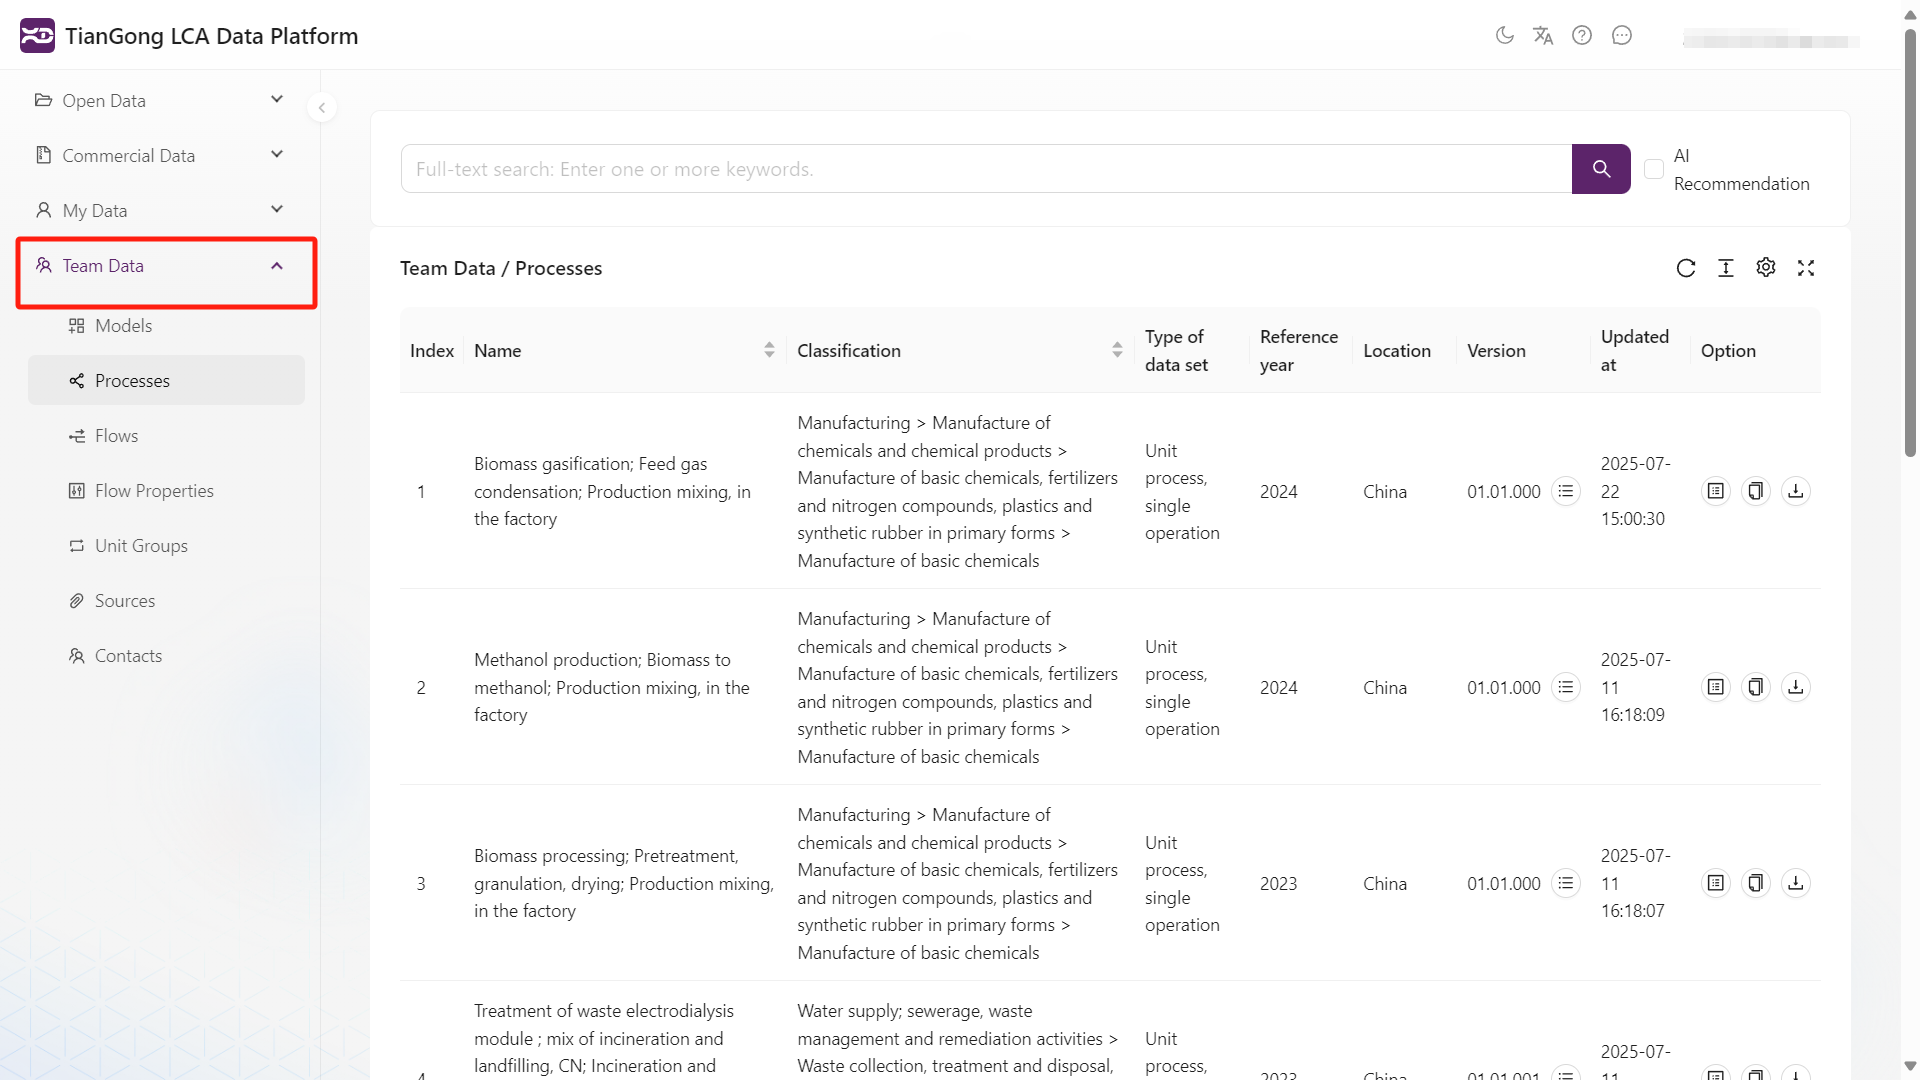 TianGong LCA Data Platform
Open Data
Commercial Data
My Data
Team Data
Models
Processes
Flows
Flow Properties
Unit Groups
Sources
Contacts
Full-text search: Enter one or more keywords.
AI
Recommendation
Team Data / Processes
Index
Name
Classification
Type of
data set
Reference
year
Location
Version
Updated
at
Option
1
Biomass gasification; Feed gas
condensation; Production mixing, in
the factory
Manufacturing > Manufacture of
chemicals and chemical products >
Manufacture of basic chemicals, fertilizers
and nitrogen compounds, plastics and
synthetic rubber in primary forms >
Manufacture of basic chemicals
Unit
process,
single
operation
2024
China
01.01.000
2025-07-
22
15:00:30
2
Methanol production; Biomass to
methanol; Production mixing, in the
factory
Manufacturing > Manufacture of
chemicals and chemical products >
Manufacture of basic chemicals, fertilizers
and nitrogen compounds, plastics and
synthetic rubber in primary forms >
Manufacture of basic chemicals
Unit
process,
single
operation
2024
China
01.01.000
2025-07-
11
16:18:09
3
Biomass processing; Pretreatment,
granulation, drying; Production mixing,
in the factory
Manufacturing > Manufacture of
chemicals and chemical products >
Manufacture of basic chemicals, fertilizers
and nitrogen compounds, plastics and
synthetic rubber in primary forms >
Manufacture of basic chemicals
Unit
process,
single
operation
2023
China
01.01.000
2025-07-
11
16:18:07
4
Treatment of waste electrodialysis
module ; mix of incineration and
landfilling, CN; Incineration and
Water supply; sewerage, waste
management and remediation activities >
Waste collection, treatment and disposal,
Unit
process,
2023
China
01.01.001
2025-07-
11